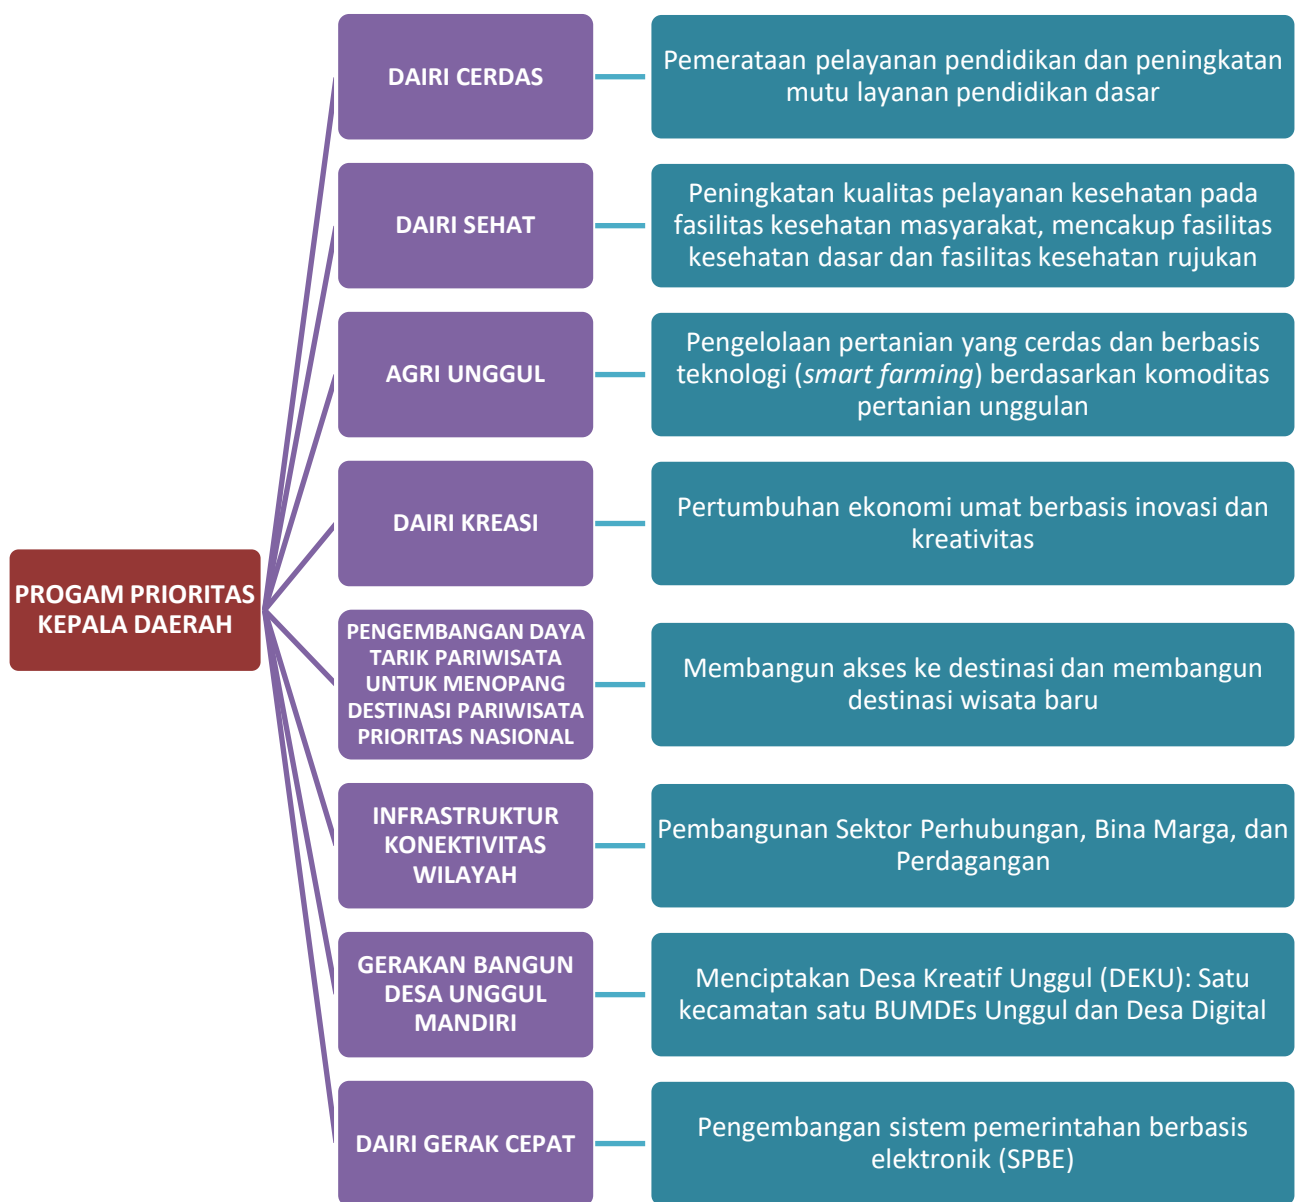 PROGAM PRIORITAS
KEPALA DAERAH
DAIRI CERDAS
Pemerataan pelayanan pendidikan dan peningkatan
mutu layanan pendidikan dasar
DAIRI SEHAT
Peningkatan kualitas pelayanan kesehatan pada
fasilitas kesehatan masyarakat, mencakup fasilitas
kesehatan dasar dan fasilitas kesehatan rujukan
AGRI UNGGUL
Pengelolaan pertanian yang cerdas dan berbasis
teknologi (smart farming) berdasarkan komoditas
pertanian unggulan
DAIRI KREASI
Pertumbuhan ekonomi umat berbasis inovasi dan
kreativitas
PENGEMBANGAN DAYA
TARIK PARIWISATA
UNTUK MENOPANG
DESTINASI PARIWISATA
PRIORITAS NASIONAL
Membangun akses ke destinasi dan membangun
destinasi wisata baru
INFRASTRUKTUR
KONEKTIVITAS
WILAYAH
Pembangunan Sektor Perhubungan, Bina Marga, dan
Perdagangan
GERAKAN BANGUN
DESA UNGGUL
MANDIRI
Menciptakan Desa Kreatif Unggul (DEKU): Satu
kecamatan satu BUMDEs Unggul dan Desa Digital
DAIRI GERAK CEPAT
Pengembangan sistem pemerintahan berbasis
elektronik (SPBE)